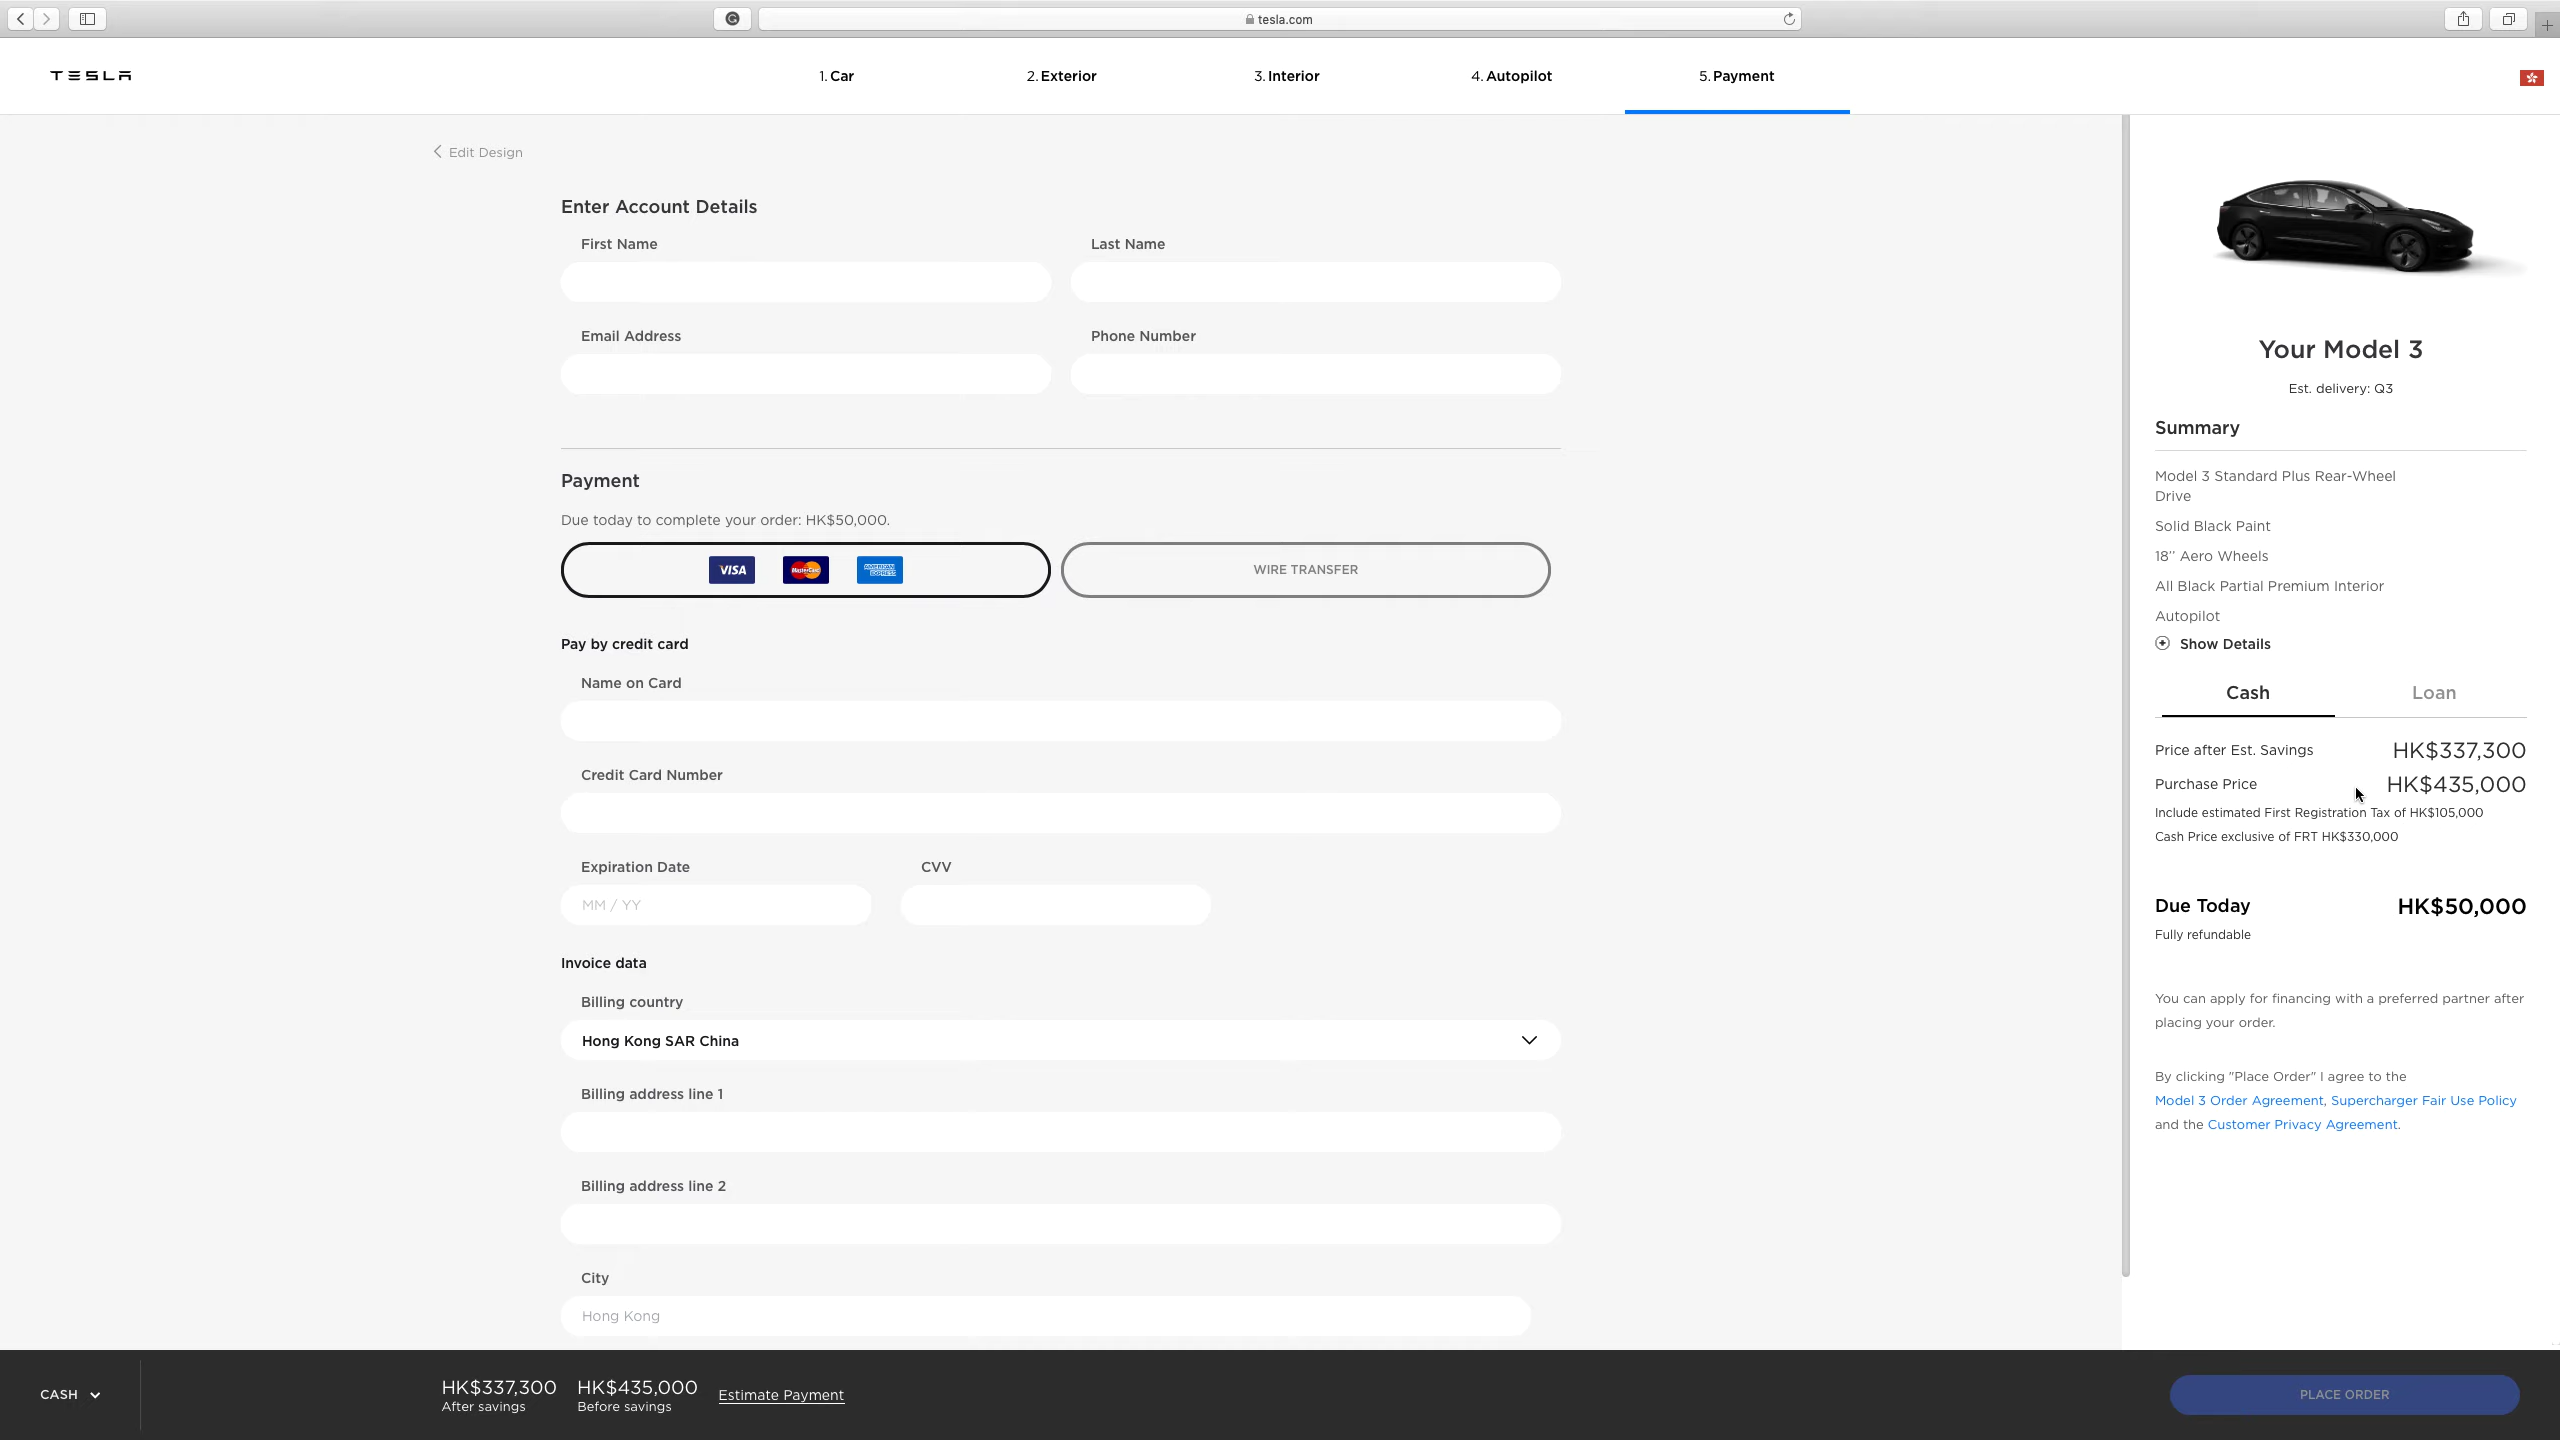 tesla.com
TESLA
1. Car
2. Exterior
3. Interior
4. Autopilot
5. Payment
Edit Design
Enter Account Details
First Name
Last Name
Email Address
Phone Number
Payment
Due today to complete your order: HK$50,000.
VISA
MasterCard
AMERICAN EXPRESS
WIRE TRANSFER
Pay by credit card
Name on Card
Credit Card Number
Expiration Date
CVV
MM / YY
Invoice data
Billing country
Hong Kong SAR China
Billing address line 1
Billing address line 2
City
Hong Kong
Your Model 3
Est. delivery: Q3
Summary
Model 3 Standard Plus Rear-Wheel
Drive
Solid Black Paint
18’’ Aero Wheels
All Black Partial Premium Interior
Autopilot
Show Details
Cash
Loan
Price after Est. Savings HK$337,300
Purchase Price HK$435,000
Include estimated First Registration Tax of HK$105,000
Cash Price exclusive of FRT HK$330,000
Due Today HK$50,000
Fully refundable
You can apply for financing with a preferred partner after
placing your order.
By clicking "Place Order" I agree to the
Model 3 Order Agreement, Supercharger Fair Use Policy
and the Customer Privacy Agreement.
CASH
HK$337,300
After savings
HK$435,000
Before savings
Estimate Payment
PLACE ORDER